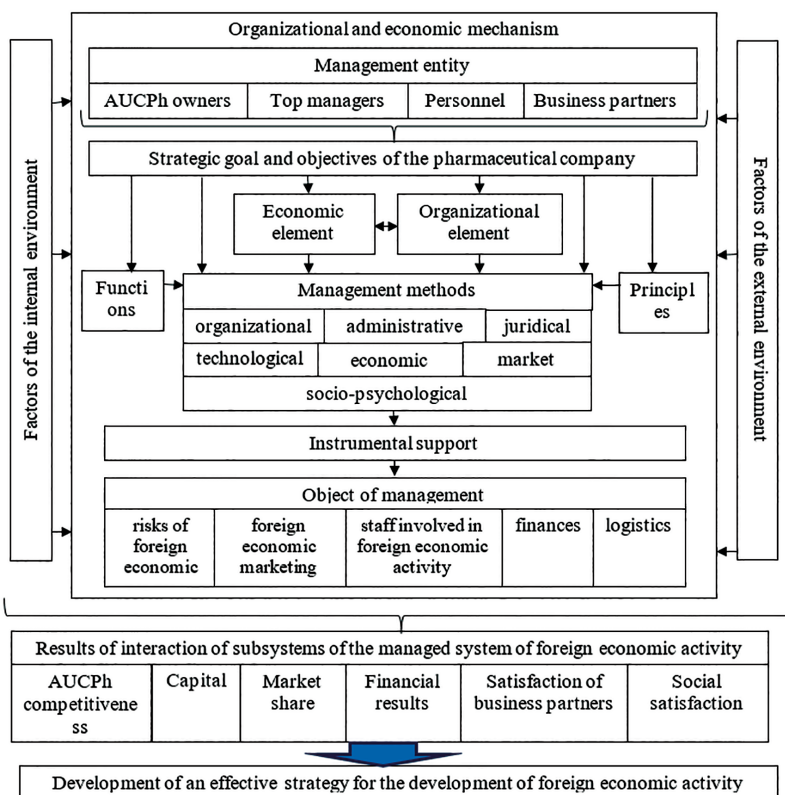 Organizational and economic mechanism
Management entity
AUCPh owners
Top managers
Personnel
Business partners
Strategic goal and objectives of the pharmaceutical company
Economic
element
Organizational
element
Functi
ons
Management methods
Principl
es
organizational
administrative
juridical
technological
economic
market
socio-psychological
Instrumental support
Object of management
risks of
foreign
economic
foreign
economic
marketing
staff involved in
foreign economic
activity
finances
logistics
Factors of the internal environment
Factors of the external environment
Results of interaction of subsystems of the managed system of foreign economic activity
AUCPh
competitivene
ss
Capital
Market
share
Financial
results
Satisfaction of
business partners
Social
satisfaction
Development of an effective strategy for the development of foreign economic activity